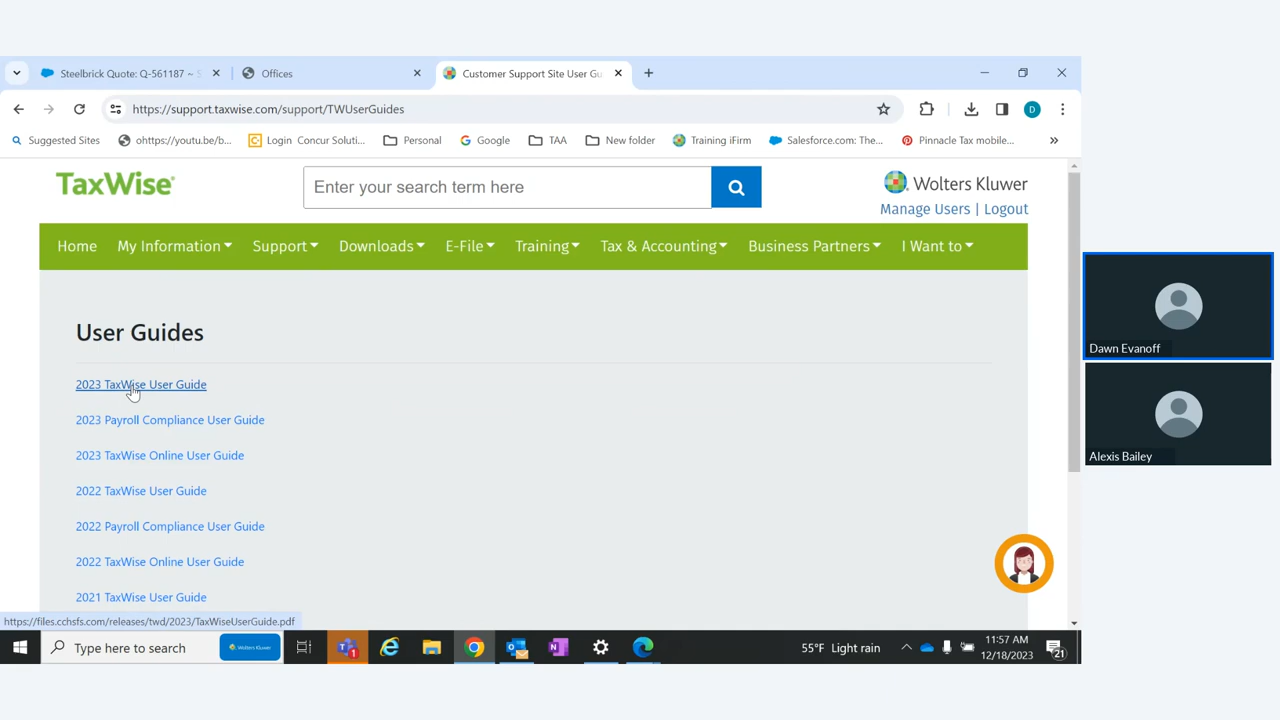 Steelbrick Quote: Q-561187 ~ S
Offices
Customer Support Site User Gu
https://support.taxwise.com/support/TWUserGuides
D
Suggested Sites
ohttps://youtu.be/b...
Login Concur Soluti...
Personal
Google
TAA
New folder
Training iFirm
Salesforce.com: The...
Pinnacle Tax mobile...
TaxWise®
Enter your search term here
Wolters Kluwer
Manage Users | Logout
Home
My Information
Support
Downloads
E-File
Training
Tax & Accounting
Business Partners
I Want to
User Guides
2023 TaxWise User Guide
2023 Payroll Compliance User Guide
2023 TaxWise Online User Guide
2022 TaxWise User Guide
2022 Payroll Compliance User Guide
2022 TaxWise Online User Guide
2021 TaxWise User Guide
https://files.cchsfs.com/releases/twd/2023/TaxWiseUserGuide.pdf
Dawn Evanoff
Alexis Bailey
Type here to search
Wolters Kluwer
1
55°F Light rain
11:57 AM
12/18/2023
21